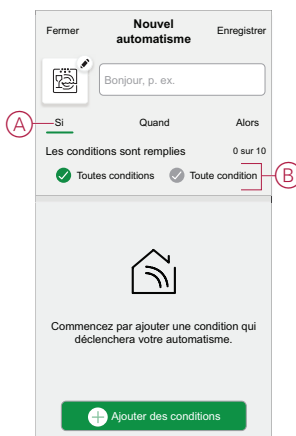 Fermer
Nouvel
automatisme
Enregistrer
Bonjour, p. ex.
A
Si
Quand
Alors
Les conditions sont remplies
0 sur 10
Toutes conditions
Toute condition
B
Commencez par ajouter une condition qui
déclenchera votre automatisme.
Ajouter des conditions